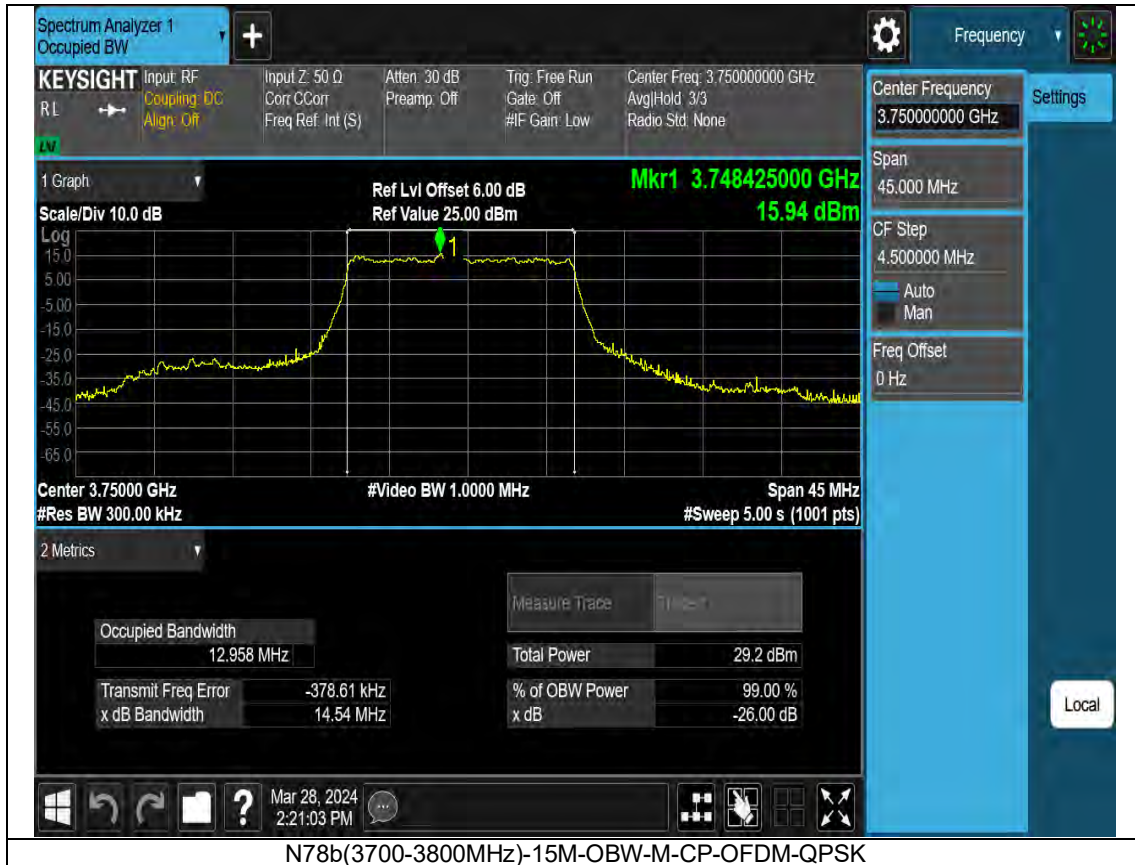 Spectrum Analyzer 1
Occupied BW
Frequency
KEYSIGHT
RL
LNI
Input: RF
Coupling: DC
Align: Off
Input Z: 50 Ω
Corr CCorr
Freq Ref: Int (S)
Atten: 30 dB
Preamp: Off
Trig: Free Run
Gate: Off
#IF Gain: Low
Center Freq: 3.750000000 GHz
Avg|Hold: 3/3
Radio Std: None
Center Frequency
3.750000000 GHz
Settings
Span
45.000 MHz
CF Step
4.500000 MHz
Auto
Man
Freq Offset
0 Hz
1 Graph
Ref Lvl Offset 6.00 dB
Mkr1 3.748425000 GHz
Scale/Div 10.0 dB
Ref Value 25.00 dBm
15.94 dBm
Log
1
15.0
5.00
-5.00
-15.0
-25.0
-35.0
-45.0
-55.0
-65.0
Center 3.75000 GHz
#Video BW 1.0000 MHz
Span 45 MHz
#Res BW 300.00 kHz
#Sweep 5.00 s (1001 pts)
2 Metrics
Measure Trace
Occupied Bandwidth
12.958 MHz
Total Power 29.2 dBm
Transmit Freq Error -378.61 kHz
% of OBW Power 99.00 %
x dB Bandwidth 14.54 MHz
x dB -26.00 dB
Local
Mar 28, 2024
2:21:03 PM
N78b(3700-3800MHz)-15M-OBW-M-CP-OFDM-QPSK